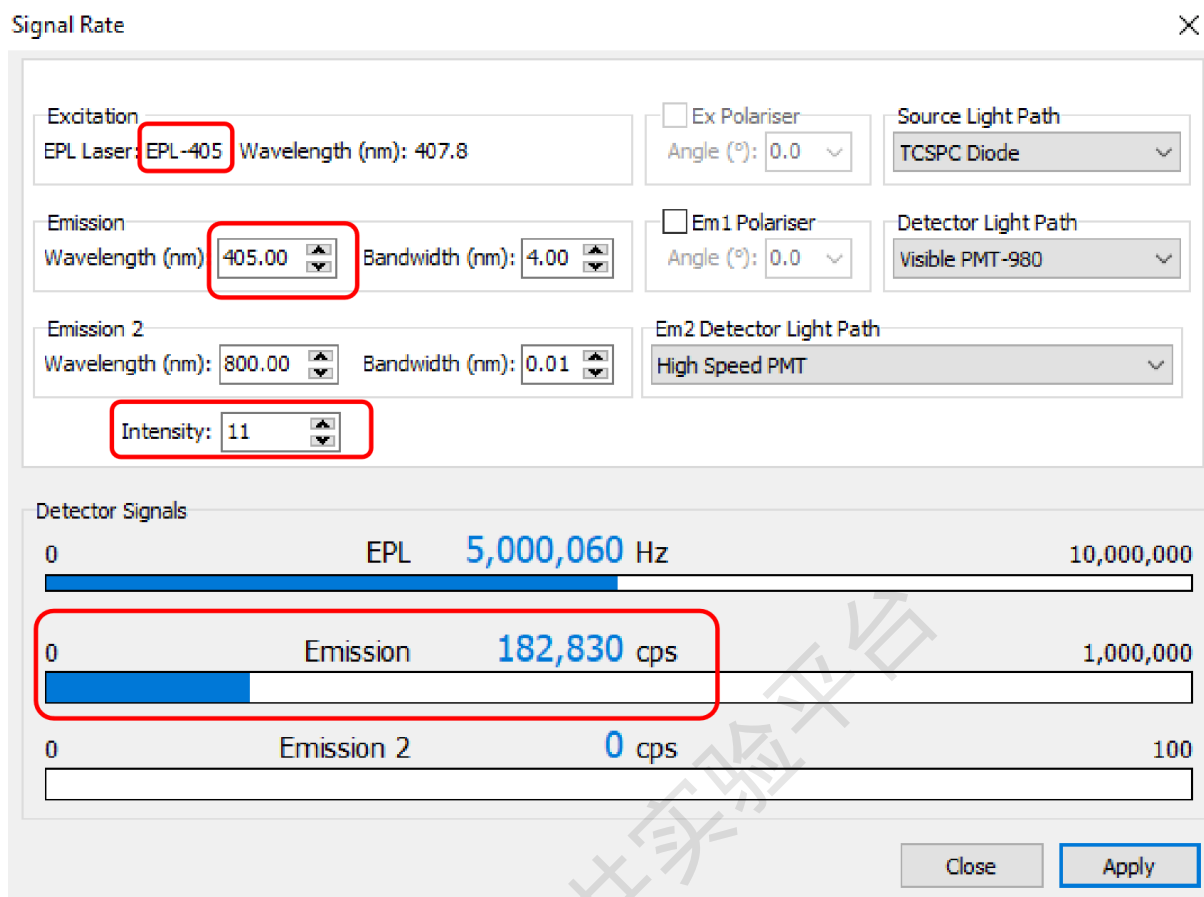 Signal Rate
Excitation
EPL Laser: EPL-405 Wavelength (nm): 407.8
Ex Polariser
Angle (°): 0.0
Source Light Path
TCSPC Diode
Emission
Wavelength (nm) 405.00 Bandwidth (nm): 4.00
Em1 Polariser
Angle (°): 0.0
Detector Light Path
Visible PMT-980
Emission 2
Wavelength (nm): 800.00 Bandwidth (nm): 0.01
Em2 Detector Light Path
High Speed PMT
Intensity: 11
Detector Signals
0 EPL 5,000,060 Hz 10,000,000
0 Emission 182,830 cps 1,000,000
0 Emission 2 0 cps 100
Close Apply
实验平台